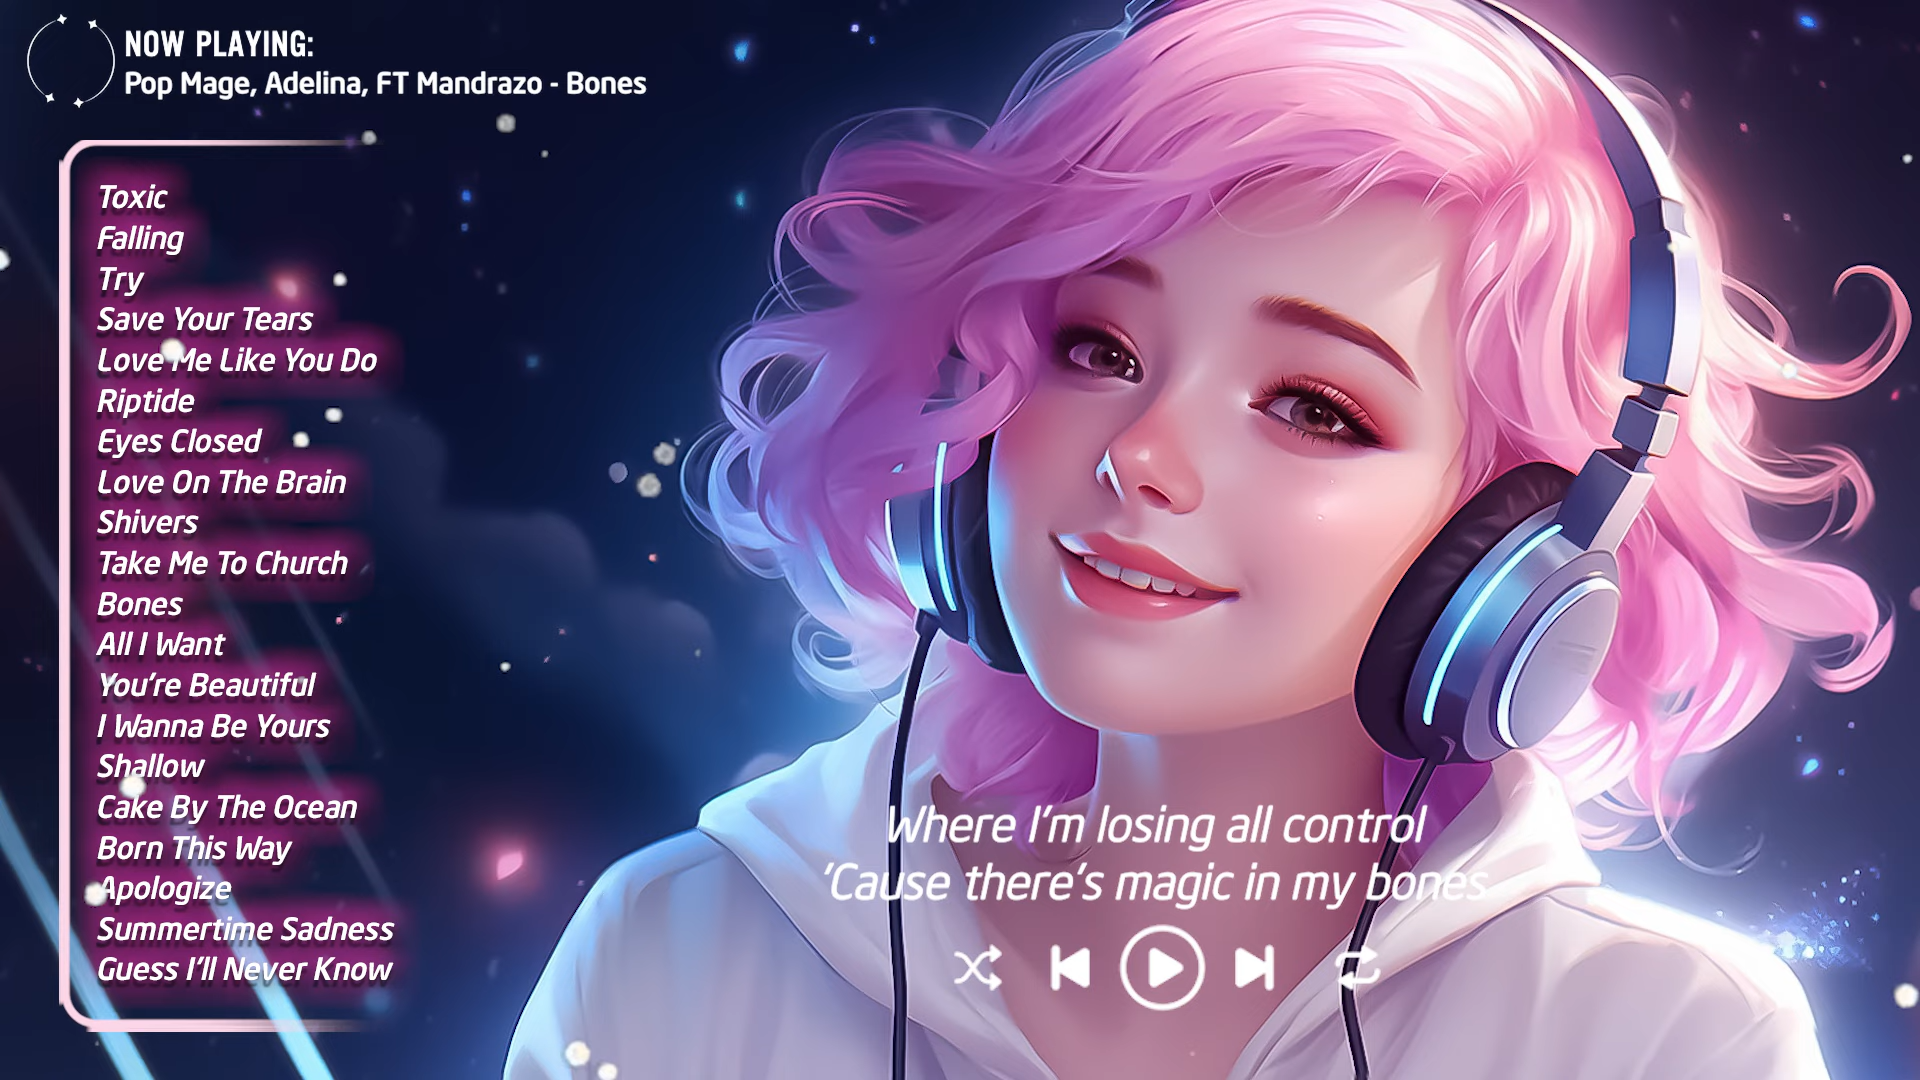 NOW PLAYING:
Pop Mage, Adelina, FT Mandrazo - Bones
Toxic
Falling
Try
Save Your Tears
Love Me Like You Do
Riptide
Eyes Closed
Love On The Brain
Shivers
Take Me To Church
Bones
All I Want
You're Beautiful
I Wanna Be Yours
Shallow
Cake By The Ocean
Born This Way
Apologize
Summertime Sadness
Guess I'll Never Know
Where I'm losing all control
'Cause there's magic in my bones